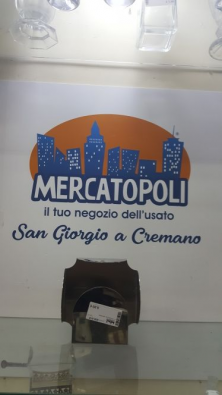 MERCATOPOLI
il tuo negozio dell'usato
San Giorgio a Cremano